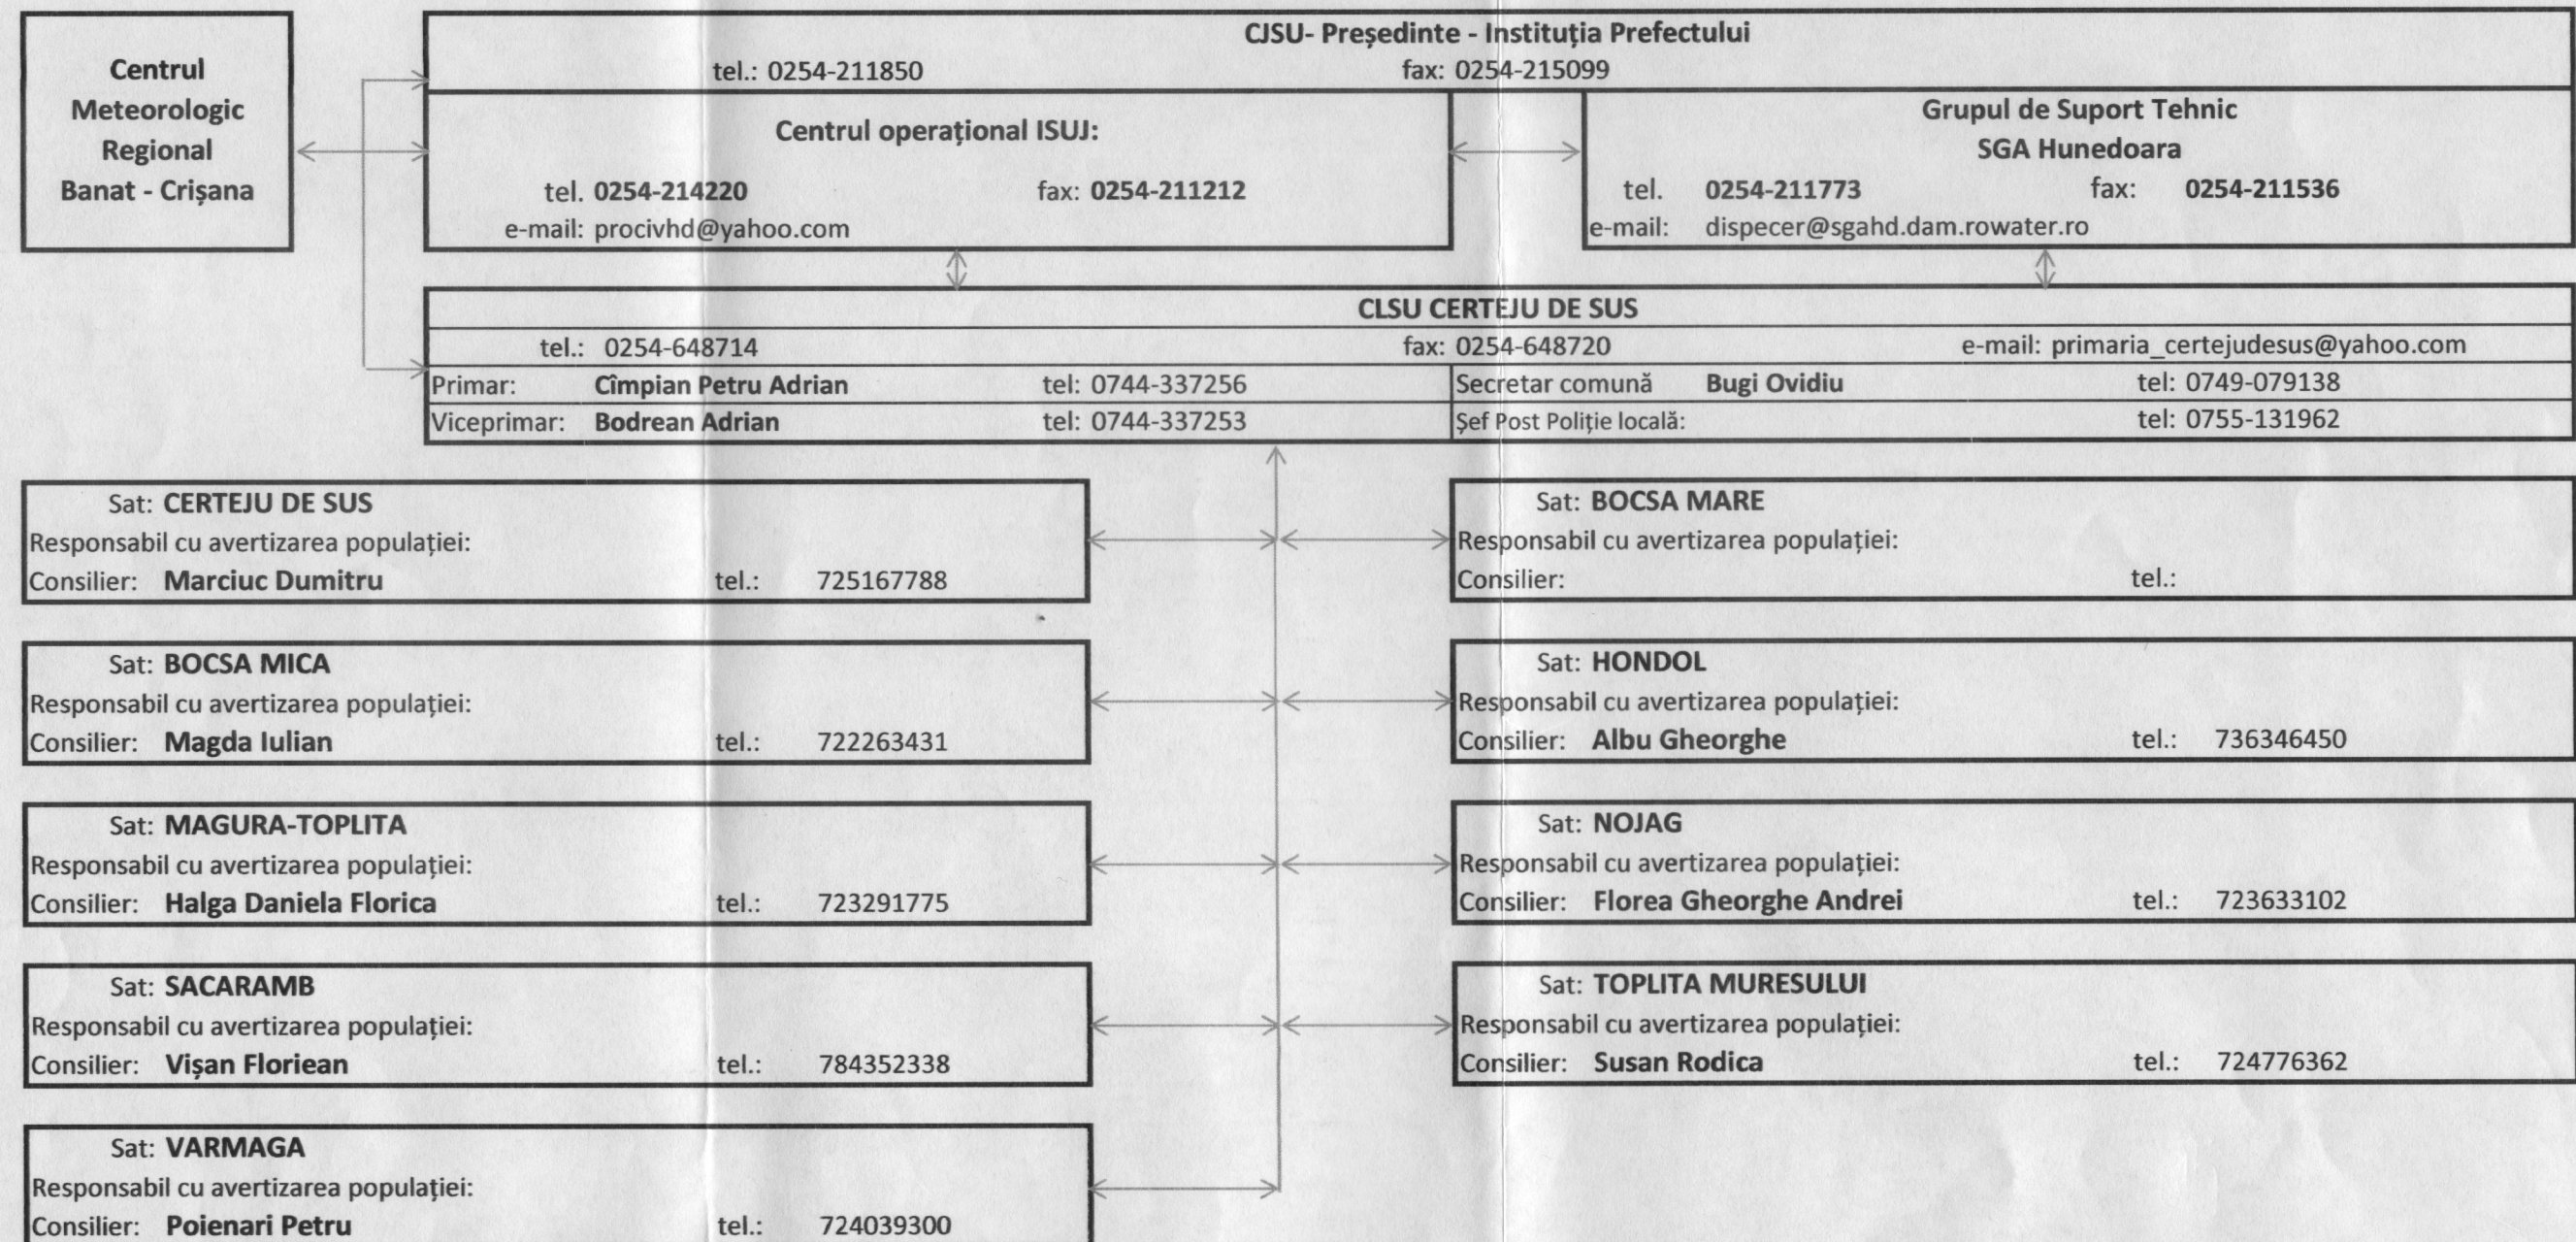 Centrul
Meteorologic
Regional
Banat - Crișana
CJSU- Președinte - Instituția Prefectului
tel.: 0254-211850 fax: 0254-215099
Centrul operațional ISUJ:
tel. 0254-214220 fax: 0254-211212
e-mail: procivhd@yahoo.com
Grupul de Suport Tehnic
SGA Hunedoara
tel. 0254-211773 fax: 0254-211536
e-mail: dispecer@sgahd.dam.rowater.ro
CLSU CERTEJU DE SUS
tel.: 0254-648714 fax: 0254-648720 e-mail: primaria_certejudesus@yahoo.com
Primar: Cîmpian Petru Adrian tel: 0744-337256 Secretar comună Bugi Ovidiu tel: 0749-079138
Viceprimar: Bodrean Adrian tel: 0744-337253 Șef Post Poliție locală: tel: 0755-131962
Sat: CERTEJU DE SUS
Responsabil cu avertizarea populației:
Consilier: Marciuc Dumitru tel.: 725167788
Sat: BOCSA MARE
Responsabil cu avertizarea populației:
Consilier: tel.:
Sat: BOCSA MICA
Responsabil cu avertizarea populației:
Consilier: Magda Iulian tel.: 722263431
Sat: HONDOL
Responsabil cu avertizarea populației:
Consilier: Albu Gheorghe tel.: 736346450
Sat: MAGURA-TOPLITA
Responsabil cu avertizarea populației:
Consilier: Halga Daniela Florica tel.: 723291775
Sat: NOJAG
Responsabil cu avertizarea populației:
Consilier: Florea Gheorghe Andrei tel.: 723633102
Sat: SACARAMB
Responsabil cu avertizarea populației:
Consilier: Vișan Floriean tel.: 784352338
Sat: TOPLITA MURESULUI
Responsabil cu avertizarea populației:
Consilier: Susan Rodica tel.: 724776362
Sat: VARMAGA
Responsabil cu avertizarea populației:
Consilier: Poienari Petru tel.: 724039300